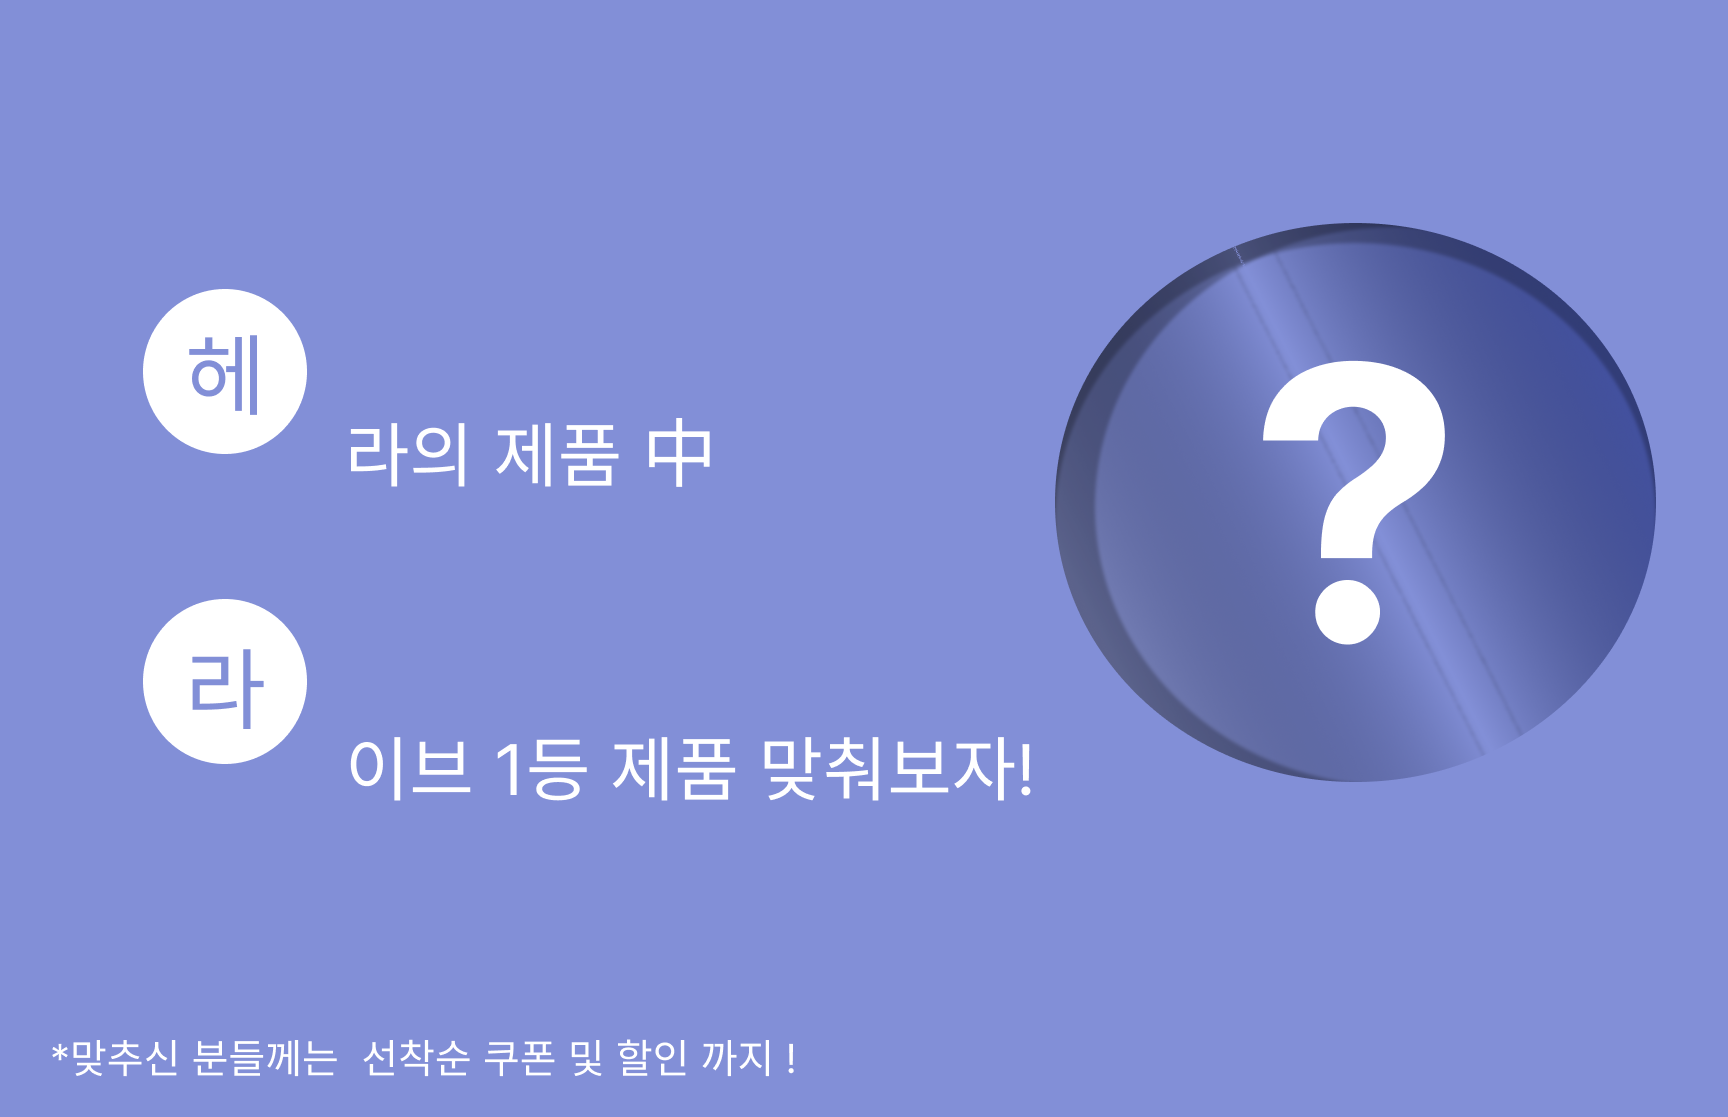 헤
라의 제품 中
라
이브 1등 제품 맞춰보자!
?
*맞추신 분들께는 선착순 쿠폰 및 할인 까지 !